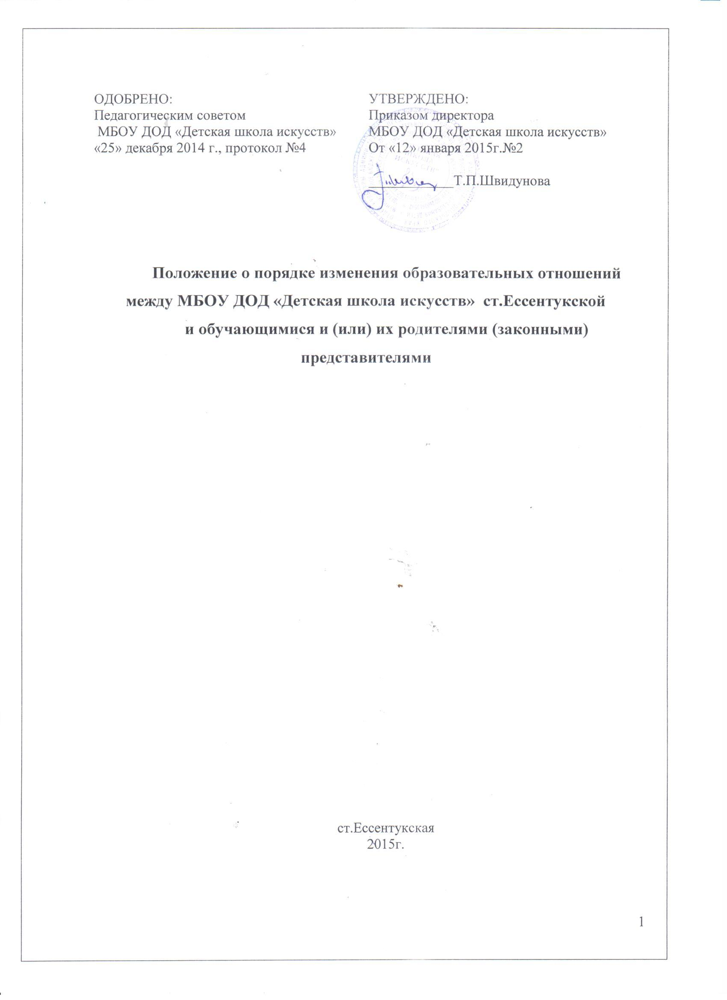 ОДОБРЕНО:
Педагогическим советом
МБОУ ДОД «Детская школа искусств»
«25» декабря 2014 г., протокол №4
УТВЕРЖДЕНО:
Приказом директора
МБОУ ДОД «Детская школа искусств»
От «12» января 2015г.№2
ШКОЛА
ИСКУССТВ"
Т.П.Швидунова
Положение о порядке изменения образовательных отношений
между МБОУ ДОД «Детская школа искусств» ст.Ессентукской
и обучающимися и (или) их родителями (законными)
представителями
ст.Ессентукская
2015г.
1